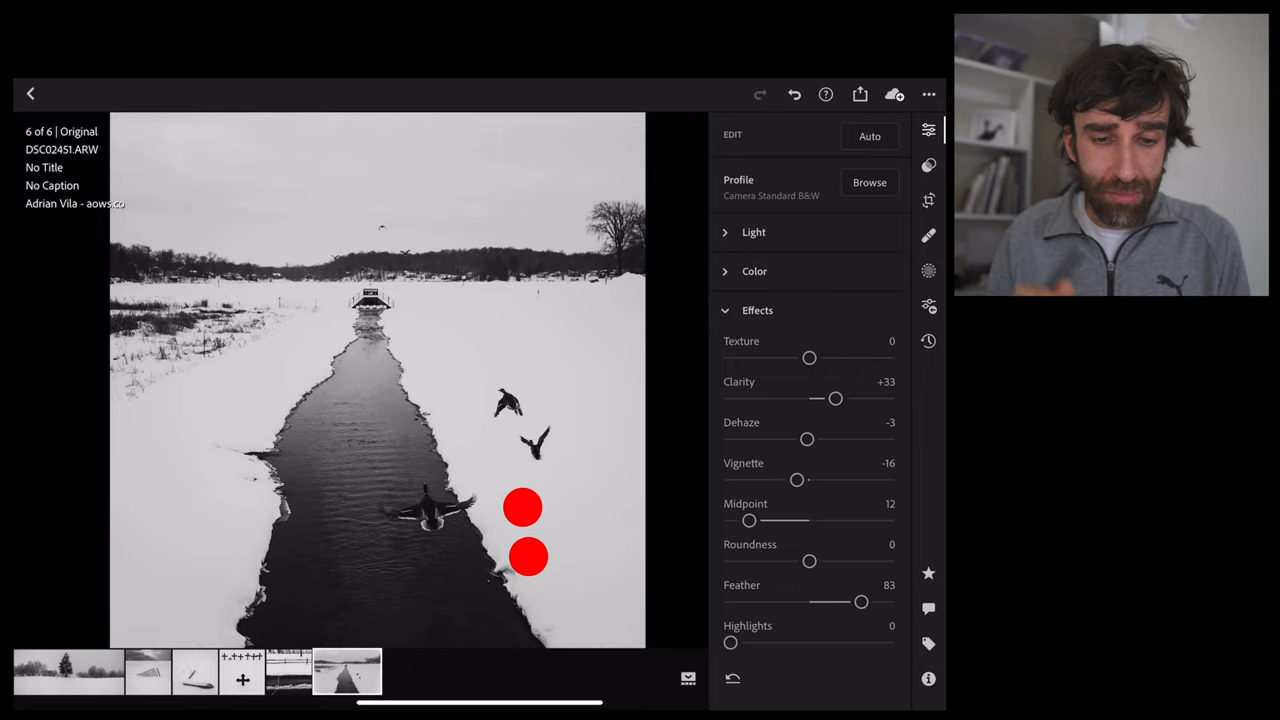 6 of 6 | Original
DSC02451.ARW
No Title
No Caption
Adrian Vila - aows.co
EDIT
Auto
Profile
Camera Standard B&W
Browse
Light
Color
Effects
Texture 0
Clarity +33
Dehaze -3
Vignette -16
Midpoint 12
Roundness 0
Feather 83
Highlights 0